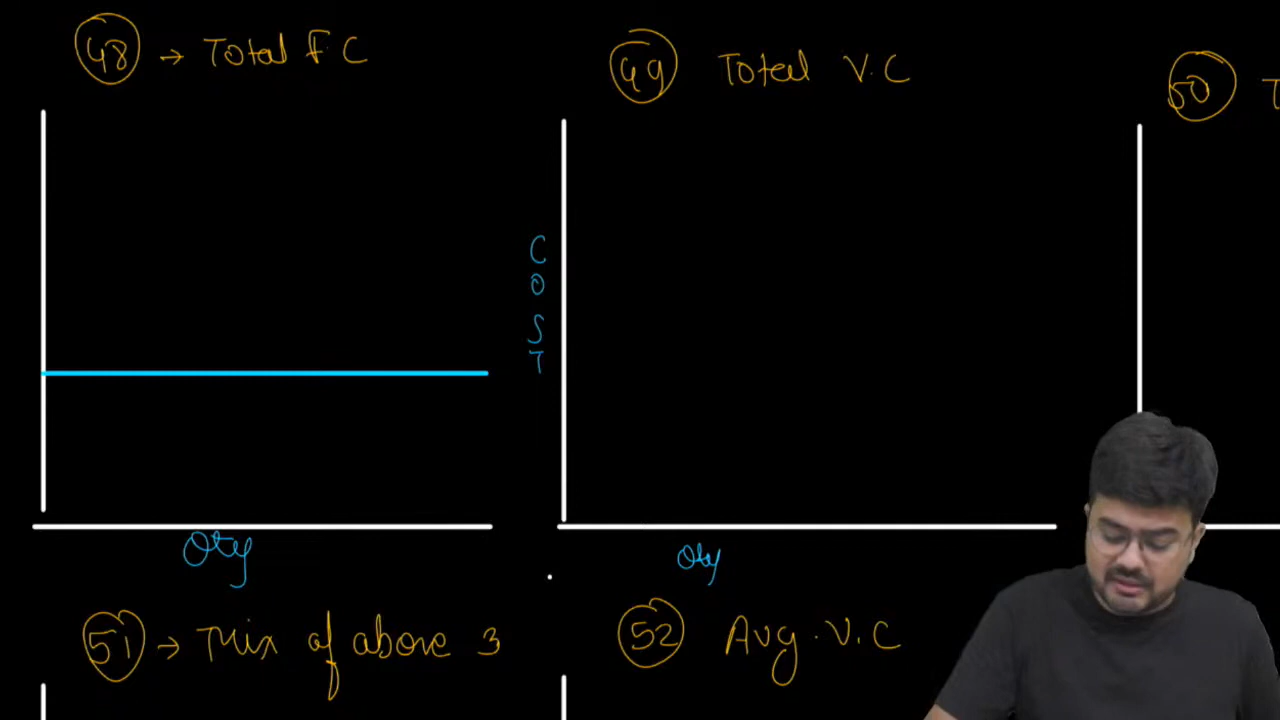 48 → Total F.C
49 Total V.C
50 T
C
O
S
T
Qty
Qty
51 → Mix of above 3
52 Avg. V.C